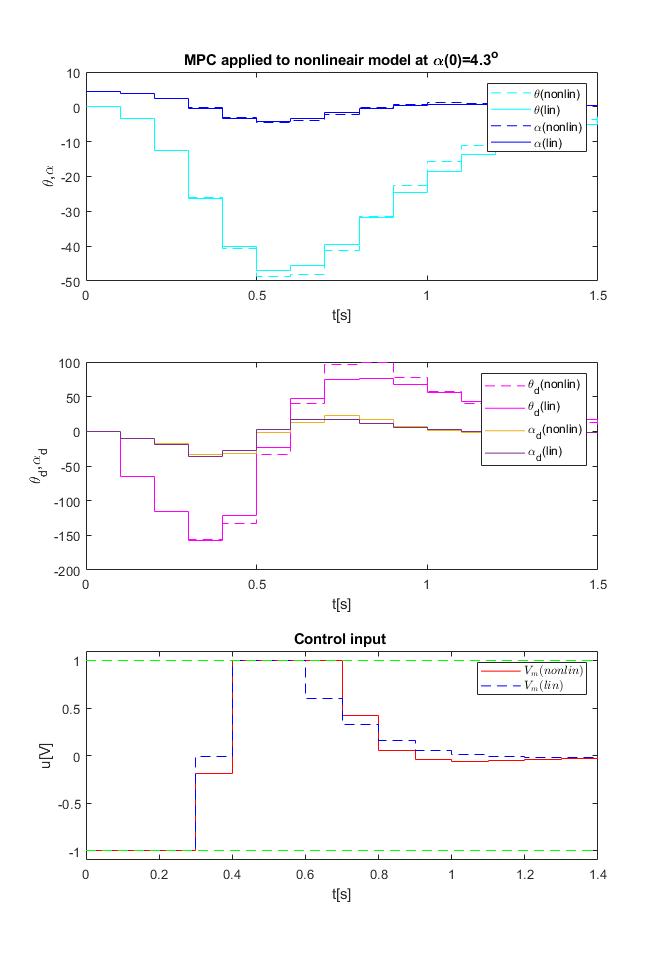 MPC applied to nonlineair model at α(0)=4.3°
10
0
-10
-20
-30
-40
-50
θ,α
θ(nonlin)
θ(lin)
α(nonlin)
α(lin)
0
0.5
1
1.5
t[s]
100
50
0
-50
-100
-150
-200
θd,αd
θd(nonlin)
θd(lin)
αd(nonlin)
αd(lin)
0
0.5
1
1.5
t[s]
Control input
1
0.5
0
-0.5
-1
u[V]
Vm(nonlin)
Vm(lin)
0
0.2
0.4
0.6
0.8
1
1.2
1.4
t[s]